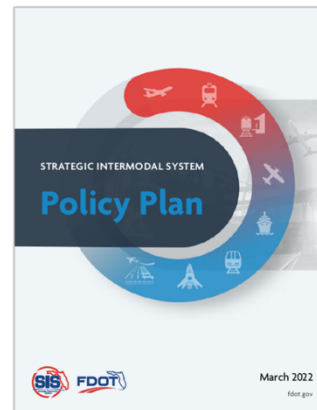 STRATEGIC INTERMODAL SYSTEM
Policy Plan
SIS
FDOT
March 2022
fdot.gov